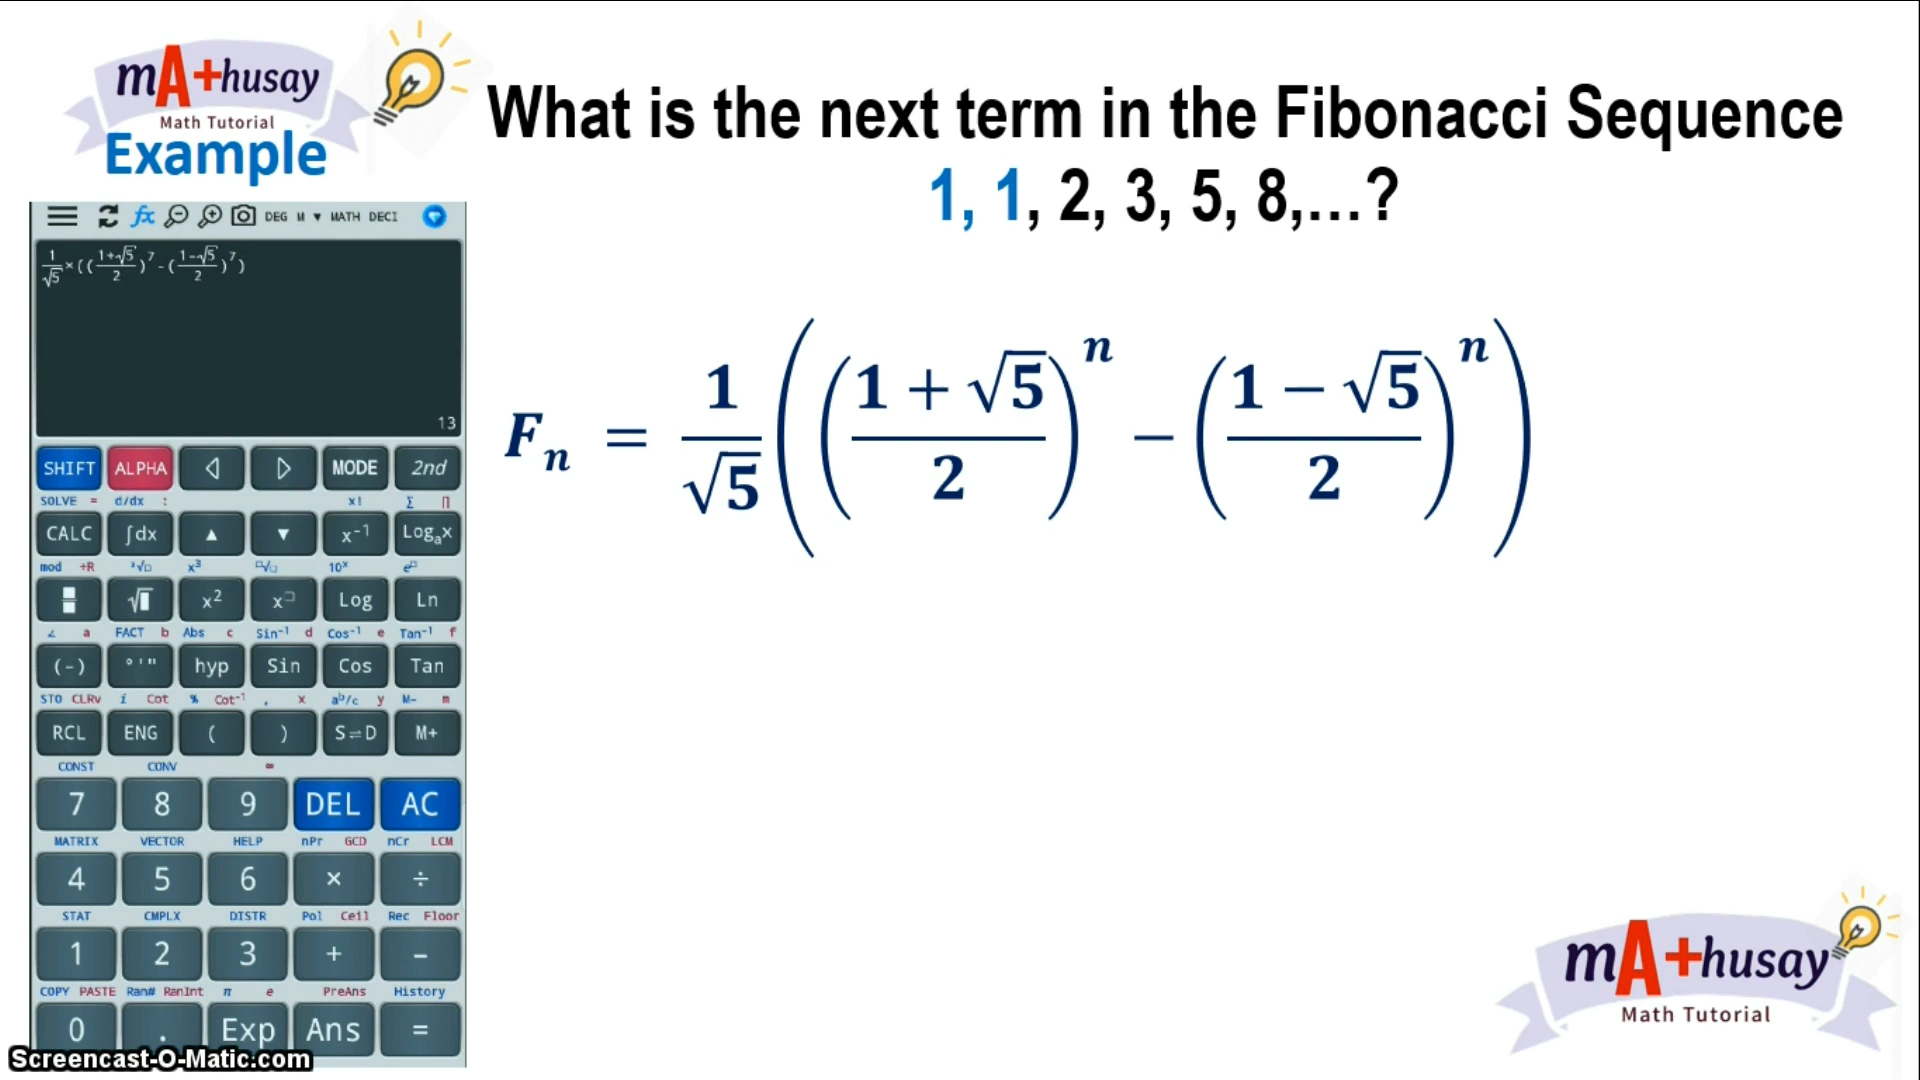 mA+husay
Math Tutorial
Example
What is the next term in the Fibonacci Sequence
1, 1, 2, 3, 5, 8,…?
DEG M ▼ MATH DECI
1/√5×(((1+√5)/2)^7-((1-√5)/2)^7)
13
F_n = 1/√5 (((1 + √5)/2)^n − ((1 − √5)/2)^n)
SHIFT ALPHA ◁ ▷ MODE 2nd
SOLVE = d/dx : x! Σ ∏
CALC ∫dx ▲ ▼ x⁻¹ Logₐx
mod ÷R ³√□ x³ □√□ 10ˣ e□
√ x² x□ Log Ln
∠ a FACT b Abs c Sin⁻¹ d Cos⁻¹ e Tan⁻¹ f
(-) ° ' " hyp Sin Cos Tan
STO CLRv i Cot % Cot⁻¹ , x aᵇ/c y M- m
RCL ENG ( ) S⇌D M+
CONST CONV ∞
7 8 9 DEL AC
MATRIX VECTOR HELP nPr GCD nCr LCM
4 5 6 × ÷
STAT CMPLX DISTR Pol Ceil Rec Floor
1 2 3 + −
COPY PASTE Ran# RanInt π e PreAns History
0 . Exp Ans =
Screencast-O-Matic.com
mA+husay
Math Tutorial